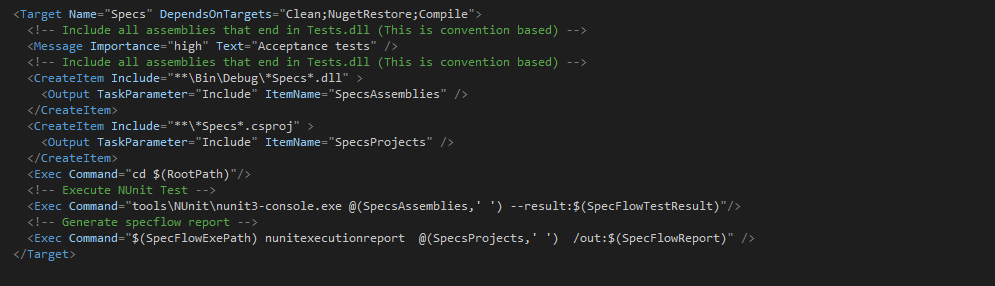 <Target Name="Specs" DependsOnTargets="Clean;NugetRestore;Compile">
<!-- Include all assemblies that end in Tests.dll (This is convention based) -->
<Message Importance="high" Text="Acceptance tests" />
<!-- Include all assemblies that end in Tests.dll (This is convention based) -->
<CreateItem Include="**\Bin\Debug\*Specs*.dll" >
<Output TaskParameter="Include" ItemName="SpecsAssemblies" />
</CreateItem>
<CreateItem Include="**\*Specs*.csproj" >
<Output TaskParameter="Include" ItemName="SpecsProjects" />
</CreateItem>
<Exec Command="cd $(RootPath)"/>
<!-- Execute NUnit Test -->
<Exec Command="tools\NUnit\nunit3-console.exe @(SpecsAssemblies,' ') --result:$(SpecFlowTestResult)"/>
<!-- Generate specflow report -->
<Exec Command="$(SpecFlowExePath) nunitexecutionreport  @(SpecsProjects,' ')  /out:$(SpecFlowReport)" />
</Target>